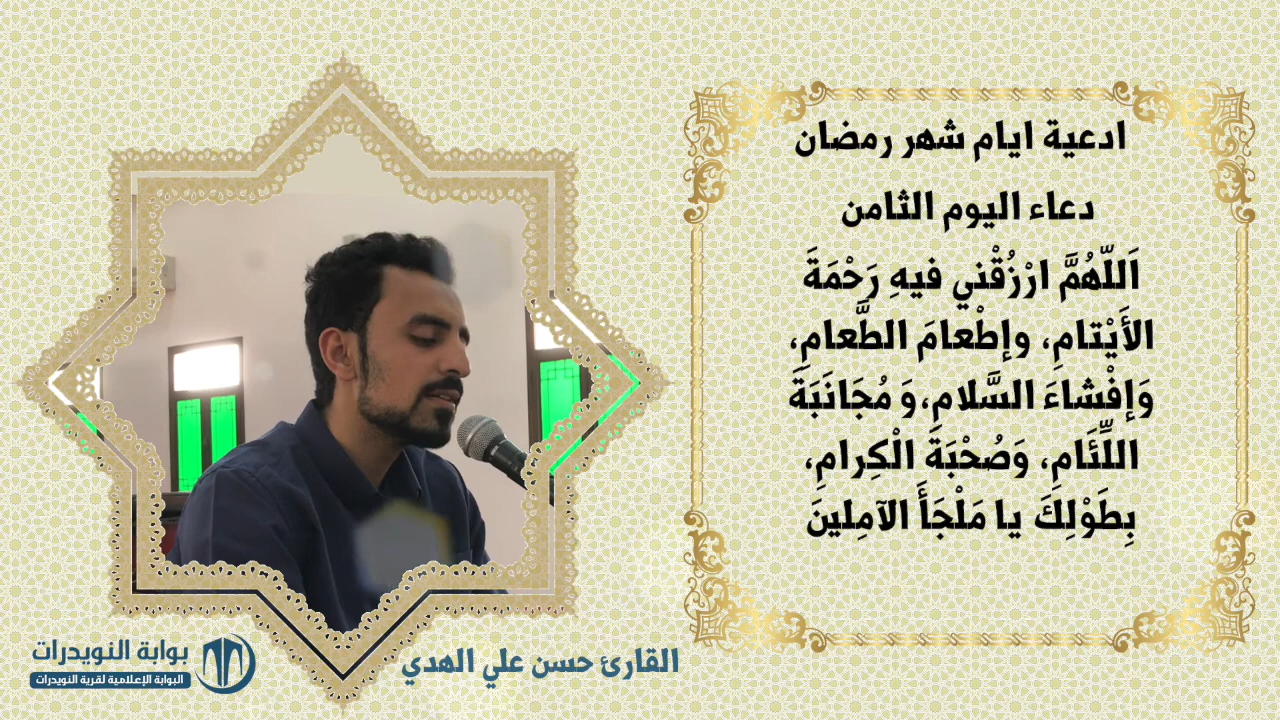 ادعية ايام شهر رمضان
دعاء اليوم الثامن
اَللّهُمَّ ارْزُقْني فيهِ رَحْمَةَ
الأَيْتامِ، وإطْعامَ الطَّعامِ،
وَإفْشاءَ السَّلامِ،وَ مُجَانَبَةَ
اللِّئَامِ، وَصُحْبَةَ الْكِرامِ،
بِطَوْلِكَ يا مَلْجَأَ الآمِلينَ
القارئ حسن علي الهدي
بوابة النويدرات
البوابة الإعلامية لقرية النويدرات